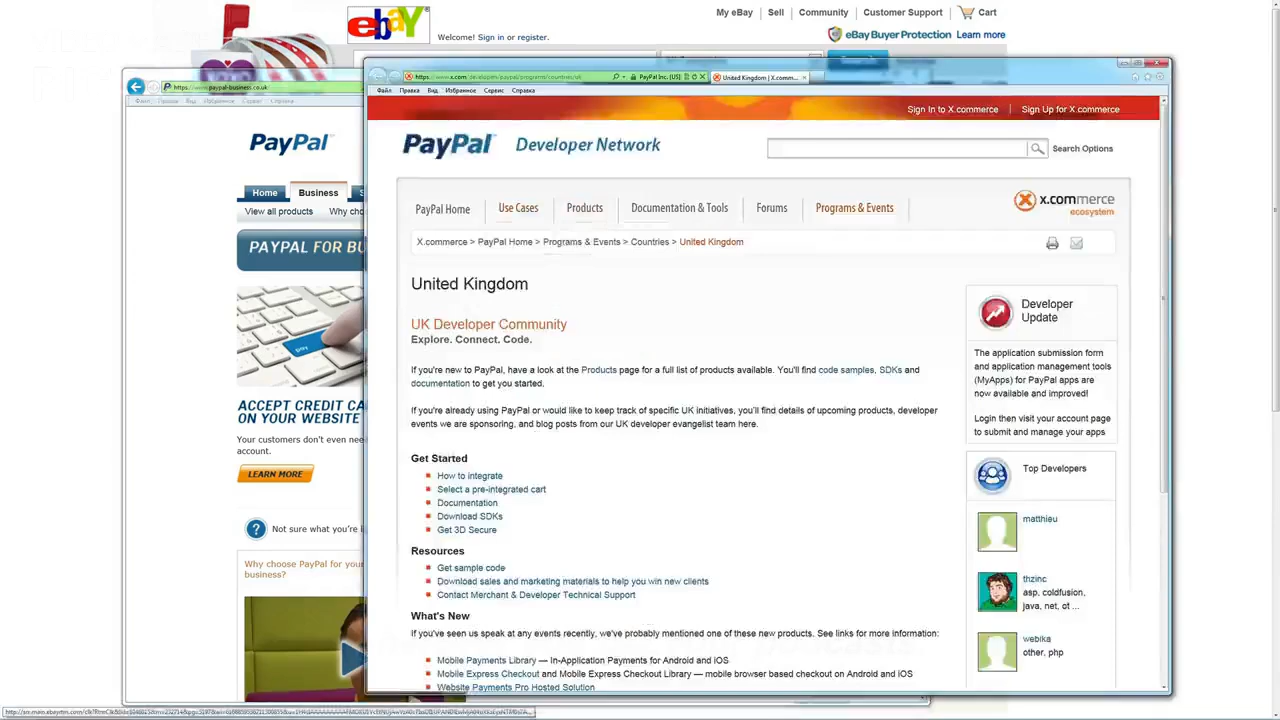 My eBay Sell Community Customer Support Cart
ebay
Welcome! Sign in or register.
eBay Buyer Protection Learn more
PayPal Inc. [US]
United Kingdom | X.comm...
https://www.paypal-business.co.uk
Файл Правка Вид Избранное Сервис Справка
Файл Правка Вид Избранное Сервис Справка
Sign In to X.commerce | Sign Up for X.commerce
PayPal
PayPal Developer Network
Search Options
Home Business
View all products Why cho
PayPal Home Use Cases Products Documentation & Tools Forums Programs & Events
x.commerce
ecosystem
PAYPAL FOR BU
X.commerce > PayPal Home > Programs & Events > Countries > United Kingdom
United Kingdom
UK Developer Community
Explore. Connect. Code.
If you're new to PayPal, have a look at the Products page for a full list of products available. You'll find code samples, SDKs and
documentation to get you started.
If you're already using PayPal or would like to keep track of specific UK initiatives, you'll find details of upcoming products, developer
events we are sponsoring, and blog posts from our UK developer evangelist team here.
Get Started
How to integrate
Select a pre-integrated cart
Documentation
Download SDKs
Get 3D Secure
Resources
Get sample code
Download sales and marketing materials to help you win new clients
Contact Merchant & Developer Technical Support
What's New
If you've seen us speak at any events recently, we've probably mentioned one of these new products. See links for more information:
Mobile Payments Library — In-Application Payments for Android and iOS
Mobile Express Checkout and Mobile Express Checkout Library — mobile browser based checkout on Android and iOS
Website Payments Pro Hosted Solution
Developer
Update
The application submission form
and application management tools
(MyApps) for PayPal apps are
now available and improved!
Login then visit your account page
to submit and manage your apps
Top Developers
matthieu
thzinc
asp, coldfusion,
java, net, ot ...
webika
other, php
pay
ACCEPT CREDIT CA
ON YOUR WEBSITE
Your customers don't even nee
account.
LEARN MORE
? Not sure what you're l
Why choose PayPal for your
business?